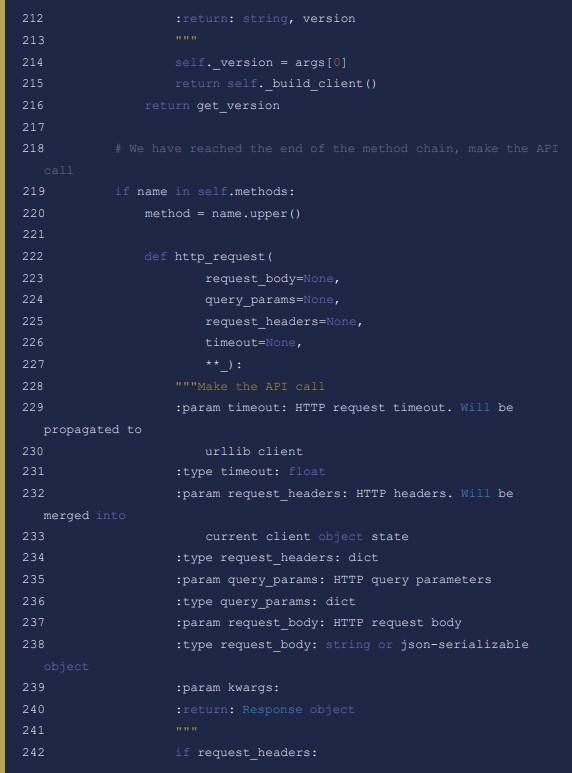 212                 :return: string, version
213                 """
214                 self._version = args[0]
215                 return self._build_client()
216             return get_version
217
218         # We have reached the end of the method chain, make the API
call
219         if name in self.methods:
220             method = name.upper()
221
222             def http_request(
223                     request_body=None,
224                     query_params=None,
225                     request_headers=None,
226                     timeout=None,
227                     **_):
228                 """Make the API call
229                 :param timeout: HTTP request timeout. Will be
propagated to
230                     urllib client
231                 :type timeout: float
232                 :param request_headers: HTTP headers. Will be
merged into
233                     current client object state
234                 :type request_headers: dict
235                 :param query_params: HTTP query parameters
236                 :type query_params: dict
237                 :param request_body: HTTP request body
238                 :type request_body: string or json-serializable
object
239                 :param kwargs:
240                 :return: Response object
241                 """
242                 if request_headers: